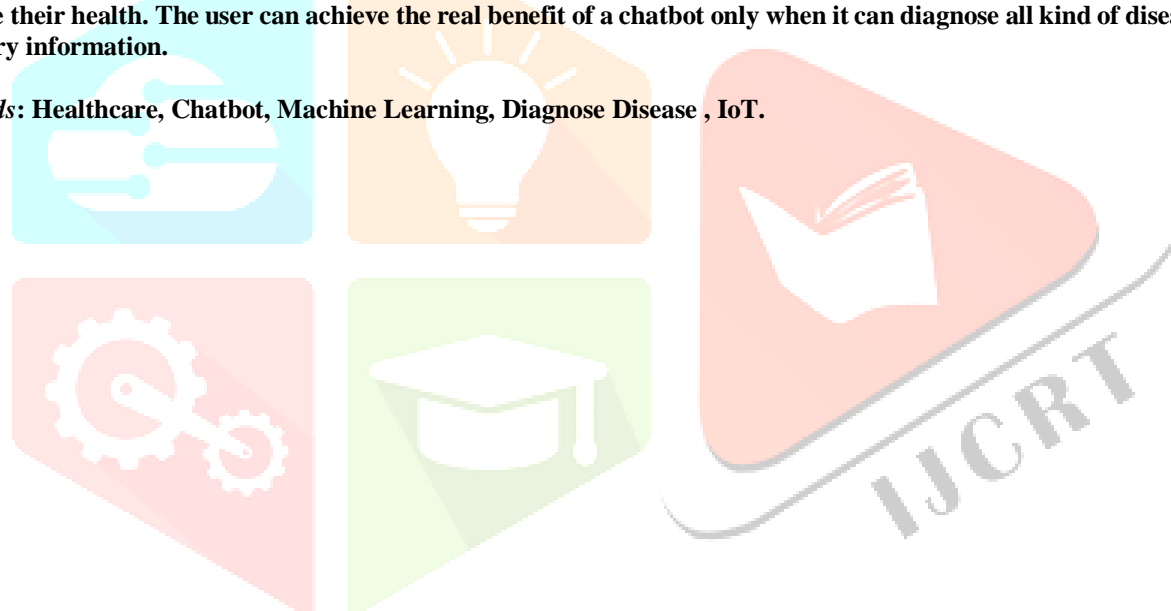 e their health. The user can achieve the real benefit of a chatbot only when it can diagnose all kind of disea
ry information.
ds: Healthcare, Chatbot, Machine Learning, Diagnose Disease , IoT.
IJCRT